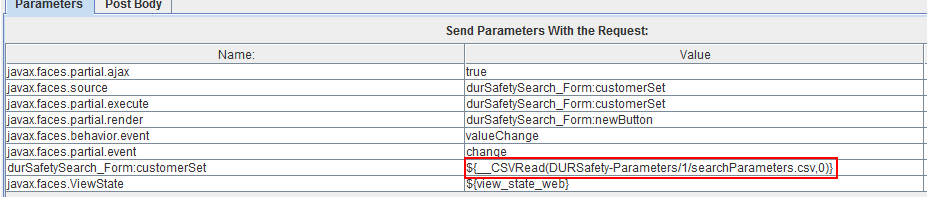 Parameters Post Body
Send Parameters With the Request:
Name: Value
javax.faces.partial.ajax true
javax.faces.source durSafetySearch_Form:customerSet
javax.faces.partial.execute durSafetySearch_Form:customerSet
javax.faces.partial.render durSafetySearch_Form:newButton
javax.faces.behavior.event valueChange
javax.faces.partial.event change
durSafetySearch_Form:customerSet ${__CSVRead(DURSafety-Parameters/1/searchParameters.csv,0)}
javax.faces.ViewState ${view_state_web}